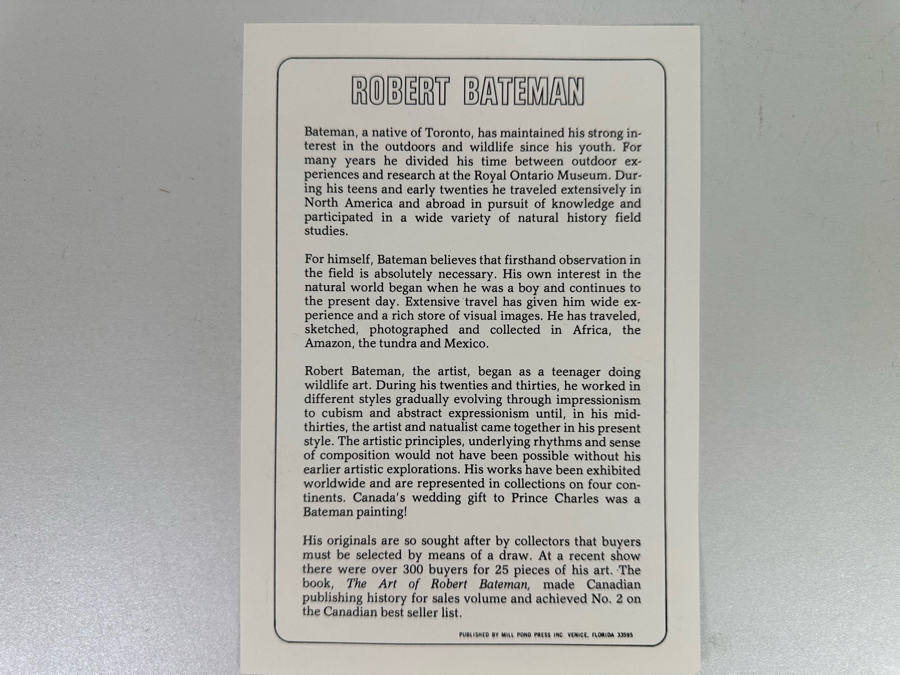 ROBERT BATEMAN
Bateman, a native of Toronto, has maintained his strong in-
terest in the outdoors and wildlife since his youth. For
many years he divided his time between outdoor ex-
periences and research at the Royal Ontario Museum. Dur-
ing his teens and early twenties he traveled extensively in
North America and abroad in pursuit of knowledge and
participated in a wide variety of natural history field
studies.
For himself, Bateman believes that firsthand observation in
the field is absolutely necessary. His own interest in the
natural world began when he was a boy and continues to
the present day. Extensive travel has given him wide ex-
perience and a rich store of visual images. He has traveled,
sketched, photographed and collected in Africa, the
Amazon, the tundra and Mexico.
Robert Bateman, the artist, began as a teenager doing
wildlife art. During his twenties and thirties, he worked in
different styles gradually evolving through impressionism
to cubism and abstract expressionism until, in his mid-
thirties, the artist and natualist came together in his present
style. The artistic principles, underlying rhythms and sense
of composition would not have been possible without his
earlier artistic explorations. His works have been exhibited
worldwide and are represented in collections on four con-
tinents. Canada's wedding gift to Prince Charles was a
Bateman painting!
His originals are so sought after by collectors that buyers
must be selected by means of a draw. At a recent show
there were over 300 buyers for 25 pieces of his art. The
book, The Art of Robert Bateman, made Canadian
publishing history for sales volume and achieved No. 2 on
the Canadian best seller list.
PUBLISHED BY MILL POND PRESS INC. VENICE, FLORIDA 33595